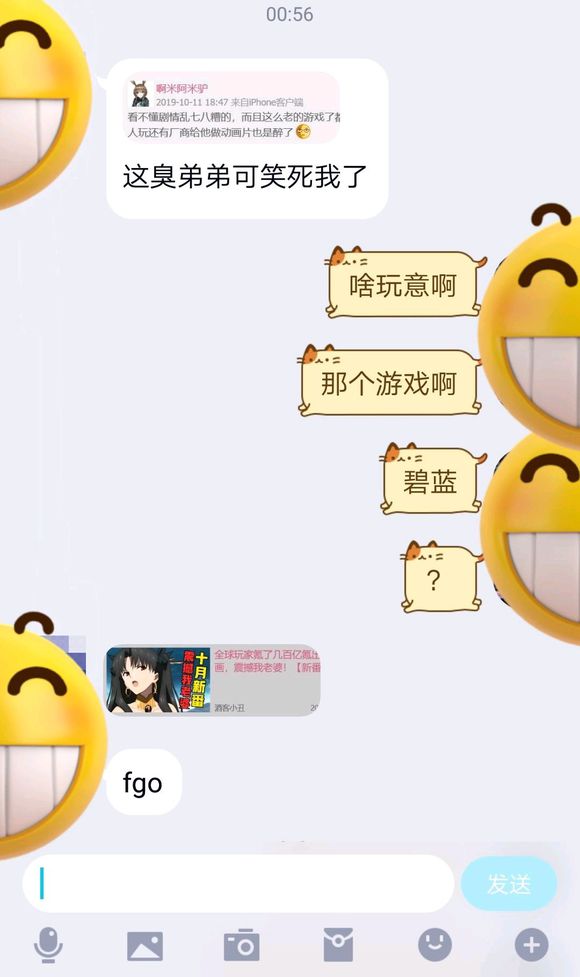 00:56
啊米阿米驴
2019-10-11 18:47 来自iPhone客户端
看不懂剧情乱七八糟的，而且这么老的游戏了都
人玩还有厂商给他做动画片也是醉了
这臭弟弟可笑死我了
啥玩意啊
那个游戏啊
碧蓝
？
十月新番
震撼我老婆
全球玩家氪了几百亿氪出
画，震撼我老婆！【新番
酒客小丑
20
fgo
发送